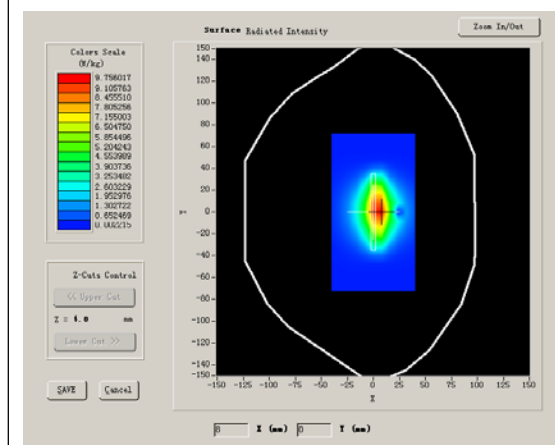 Surface Radiated Intensity
Zoom In/Out
Colors Scale
(W/kg)
9.756017
9.105763
8.455510
7.805256
7.155003
6.504750
5.854496
5.204243
4.553989
3.903736
3.253482
2.603229
1.952976
1.302722
0.652469
0.002215
Z-Cuts Control
<< Upper Cut
Z = 4.0 mm
Lower Cut >>
SAVE
Cancel
150
140
120
100
80
60
40
20
0
-20
-40
-60
-80
-100
-120
-140
-150
Y
-150 -125 -100 -75 -50 -25 0 25 50 75 100 125 150
X
8 X (mm) 0 Y (mm)